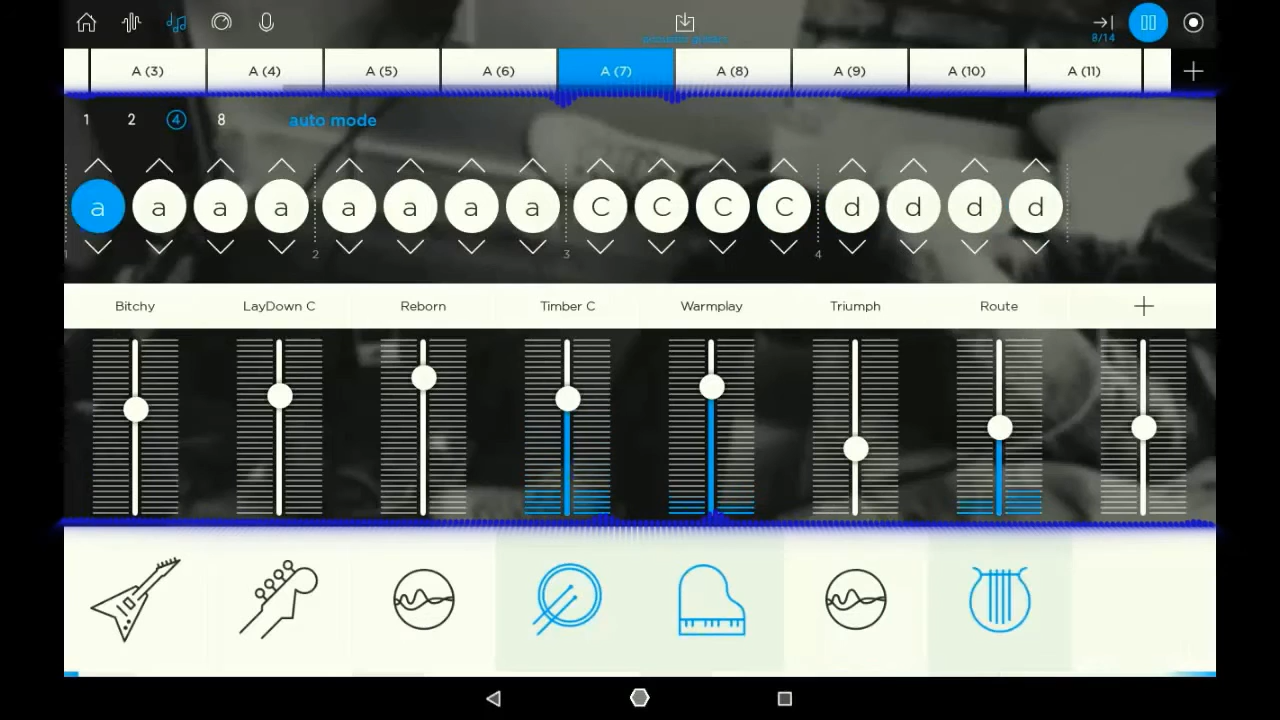 8/14
A (3) A (4) A (5) A (6) A (7) A (8) A (9) A (10) A (11)
1 2 4 8 auto mode
a a a a a a a a C C C C d d d d
1 2 3 4
Bitchy LayDown C Reborn Timber C Warmplay Triumph Route